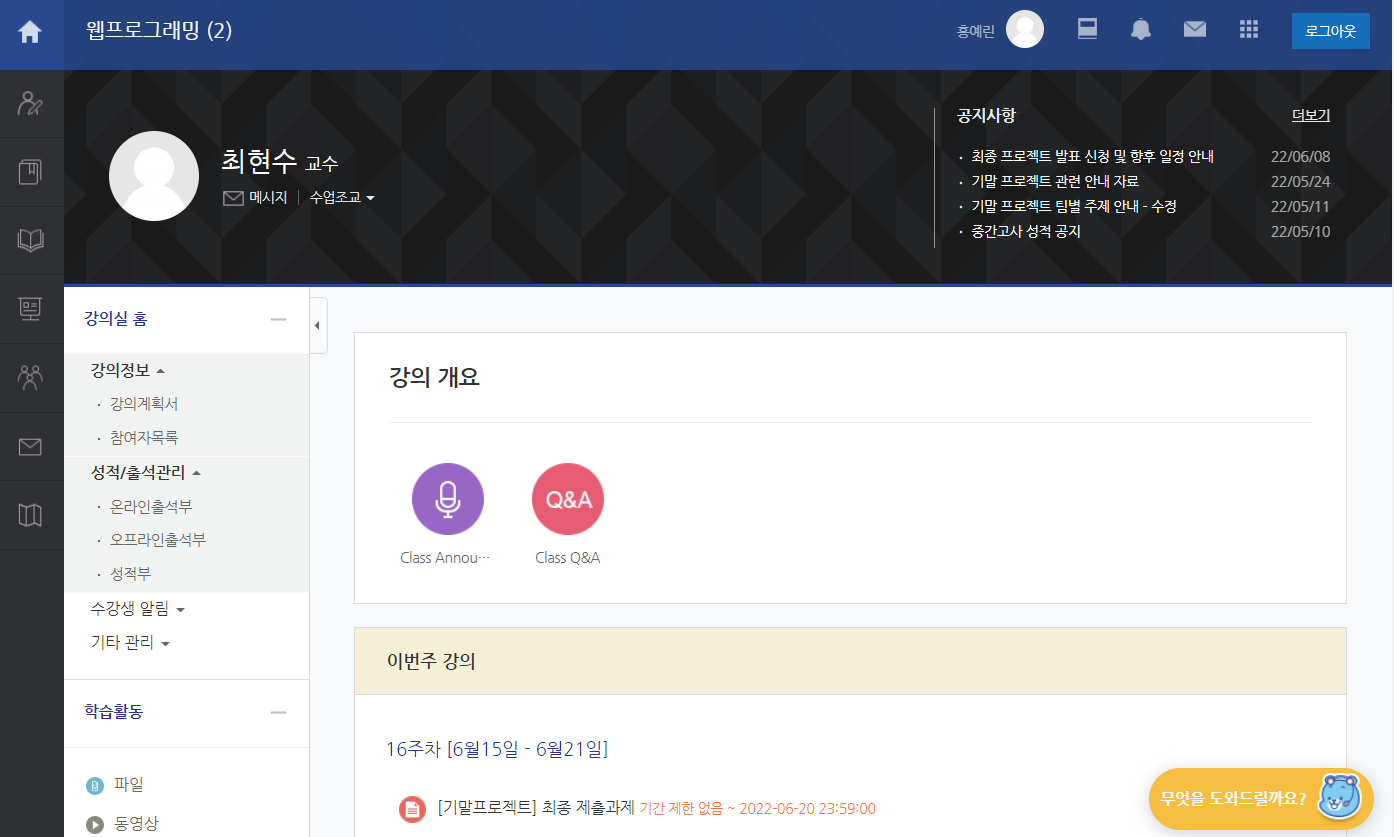 웹프로그래밍 (2)
홍예린
로그아웃
최현수 교수
메시지
수업조교
공지사항
더보기
· 최종 프로젝트 발표 신청 및 향후 일정 안내 22/06/08
· 기말 프로젝트 관련 안내 자료 22/05/24
· 기말 프로젝트 팀별 주제 안내 - 수정 22/05/11
· 중간고사 성적 공지 22/05/10
강의실 홈
강의정보
· 강의계획서
· 참여자목록
성적/출석관리
· 온라인출석부
· 오프라인출석부
· 성적부
수강생 알림
기타 관리
학습활동
파일
동영상
강의 개요
Q&A
Class Annou…
Class Q&A
이번주 강의
16주차 [6월15일 - 6월21일]
[기말프로젝트] 최종 제출과제 기간 제한 없음 ~ 2022-06-20 23:59:00
무엇을 도와드릴까요?